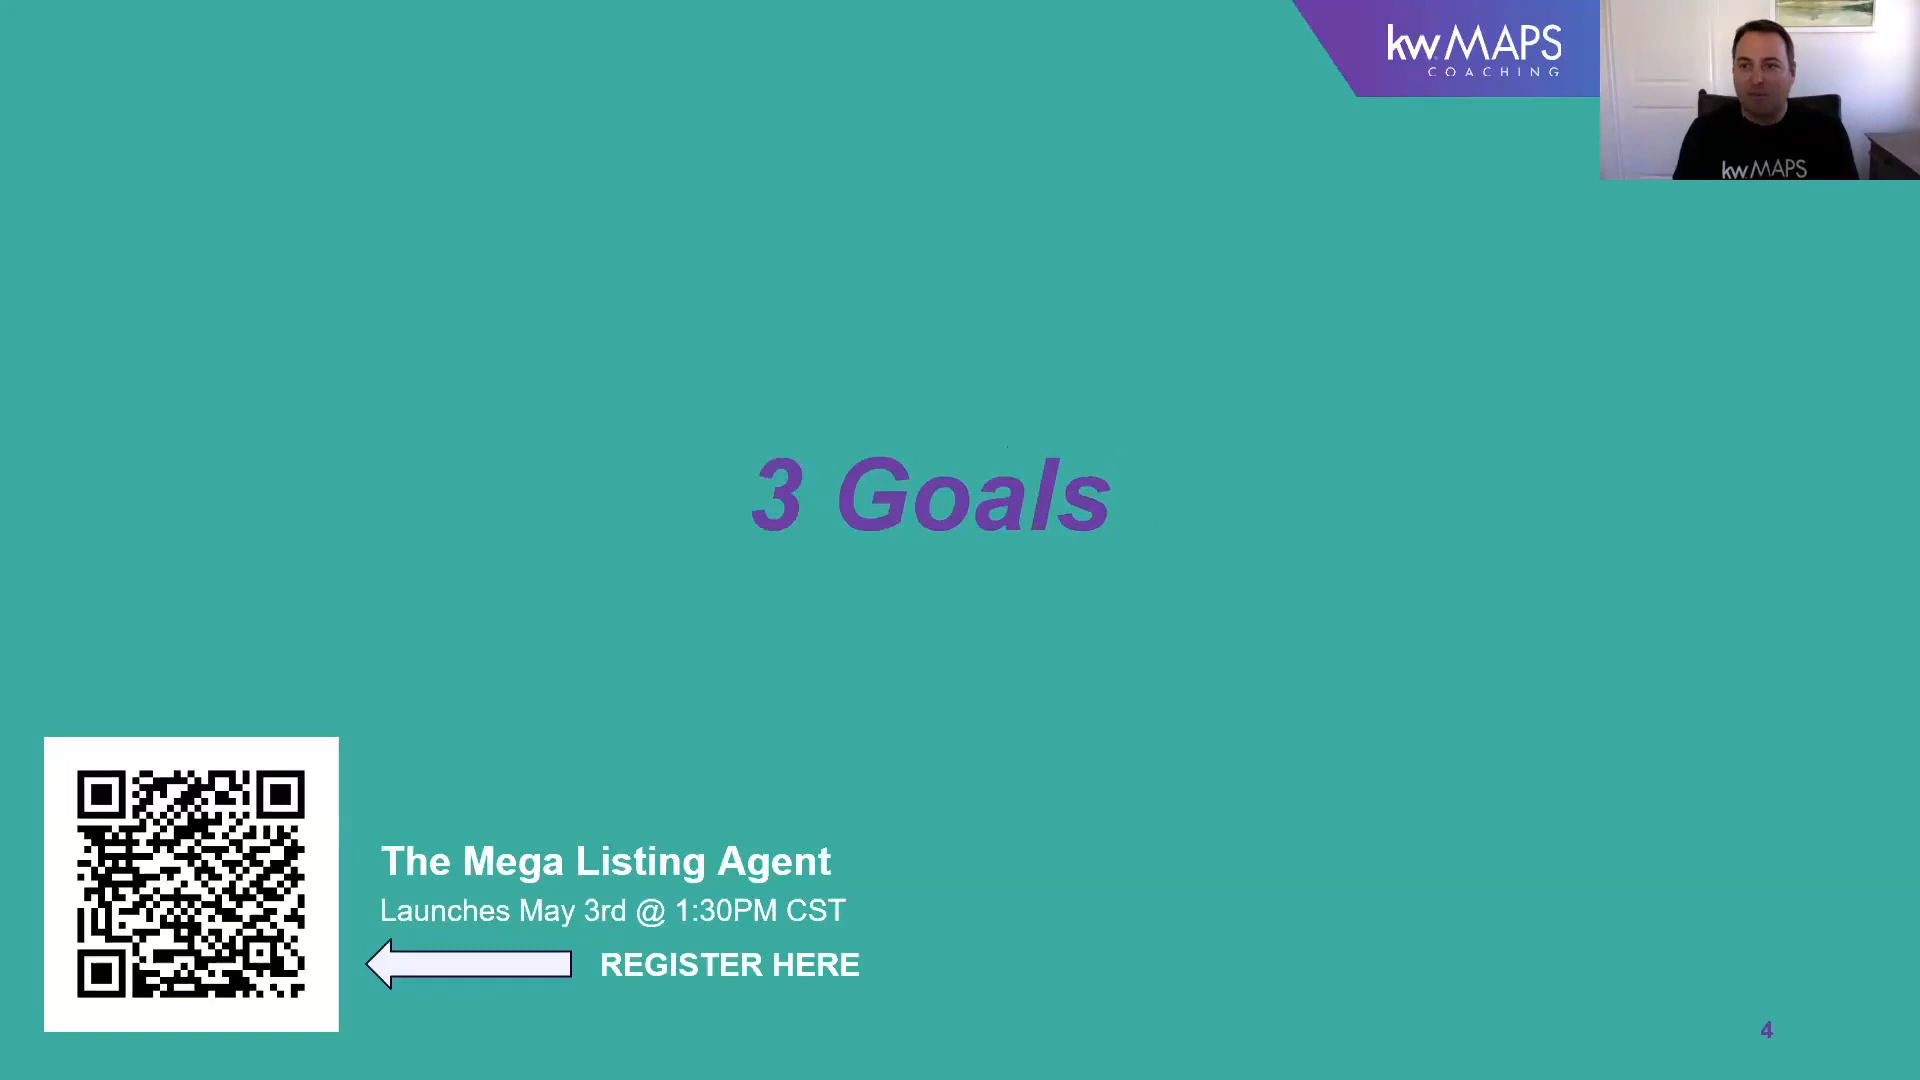 kw MAPS
COACHING
kw MAPS
3 Goals
The Mega Listing Agent
Launches May 3rd @ 1:30PM CST
REGISTER HERE
4